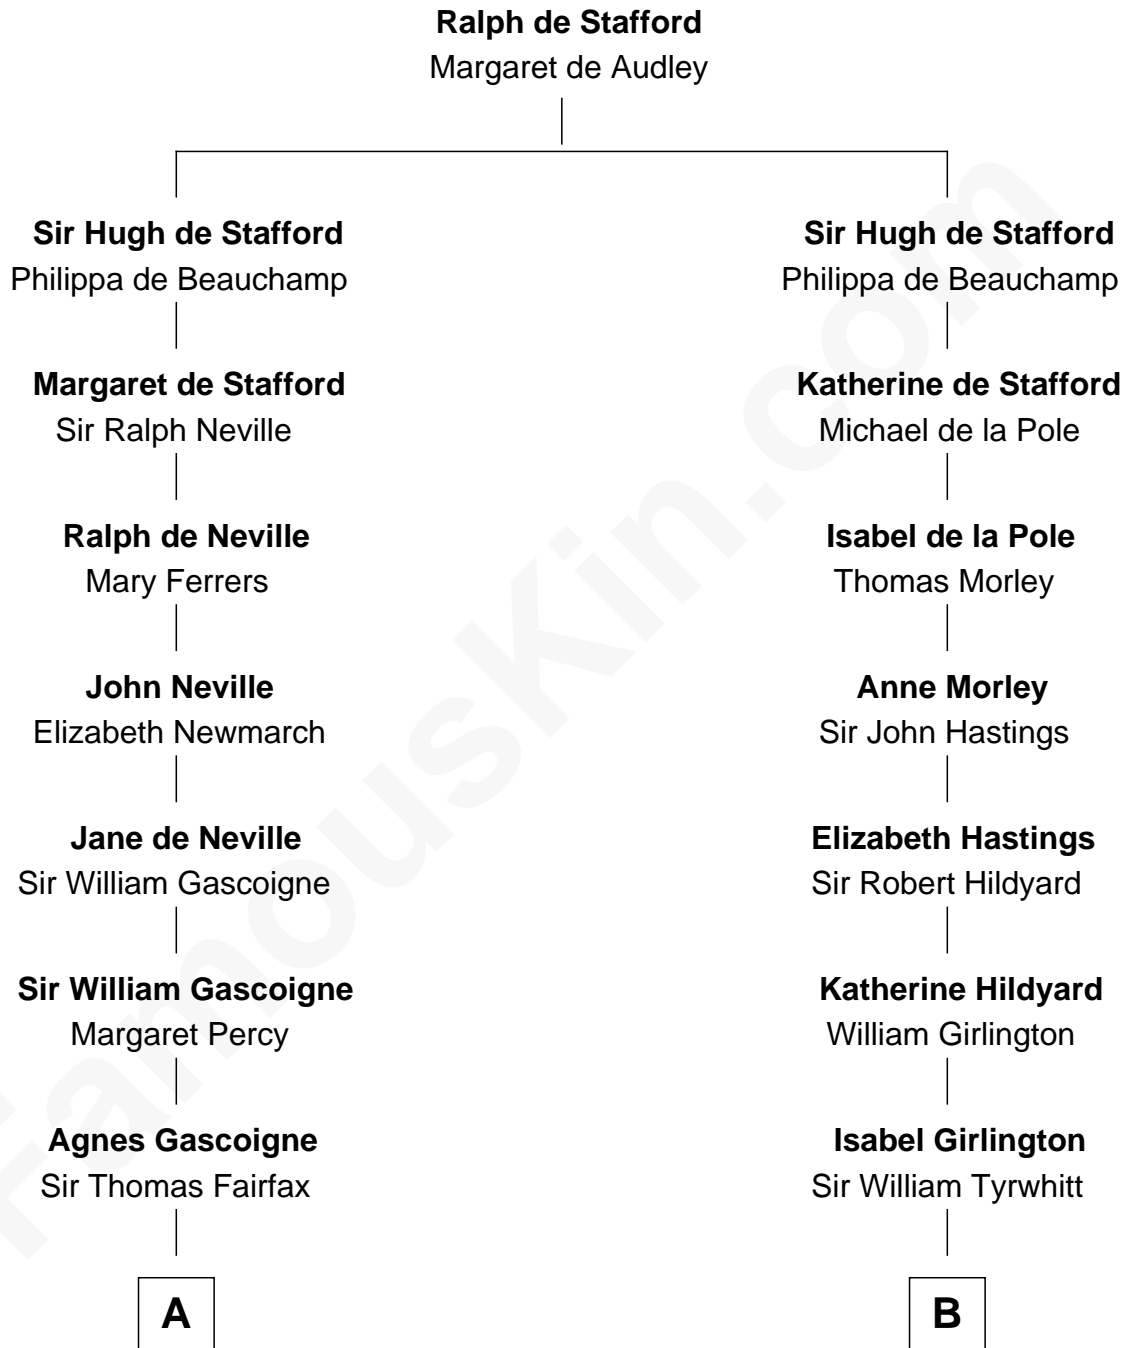 Ralph de Stafford
Margaret de Audley
Sir Hugh de Stafford
Philippa de Beauchamp
Margaret de Stafford
Sir Ralph Neville
Ralph de Neville
Mary Ferrers
John Neville
Elizabeth Newmarch
Jane de Neville
Sir William Gascoigne
Sir William Gascoigne
Margaret Percy
Agnes Gascoigne
Sir Thomas Fairfax
A
Sir Hugh de Stafford
Philippa de Beauchamp
Katherine de Stafford
Michael de la Pole
Isabel de la Pole
Thomas Morley
Anne Morley
Sir John Hastings
Elizabeth Hastings
Sir Robert Hildyard
Katherine Hildyard
William Girlington
Isabel Girlington
Sir William Tyrwhitt
B
FamousKin.com